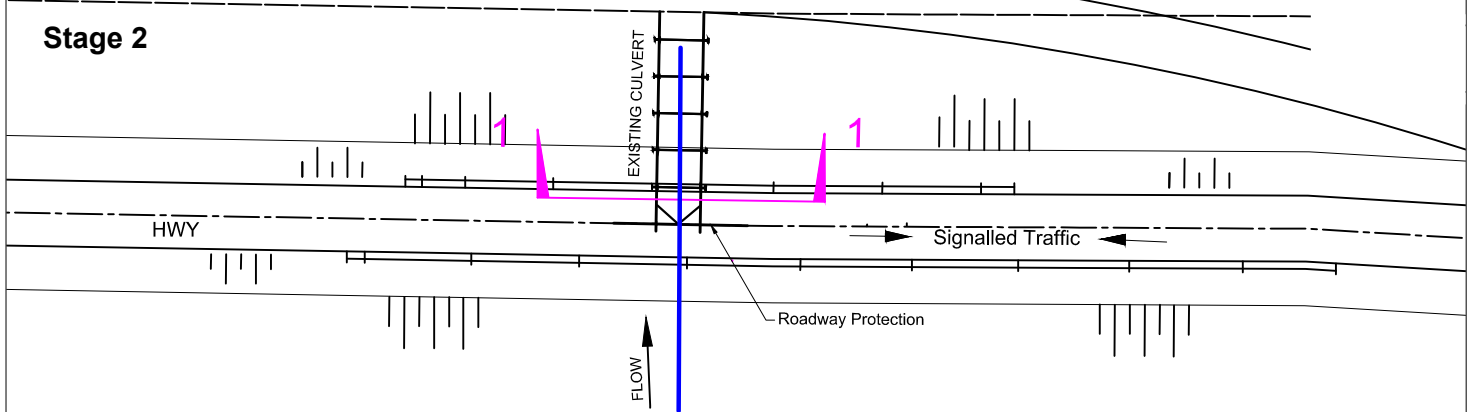 Stage 2
EXISTING CULVERT
1
1
HWY
Signalled Traffic
Roadway Protection
FLOW